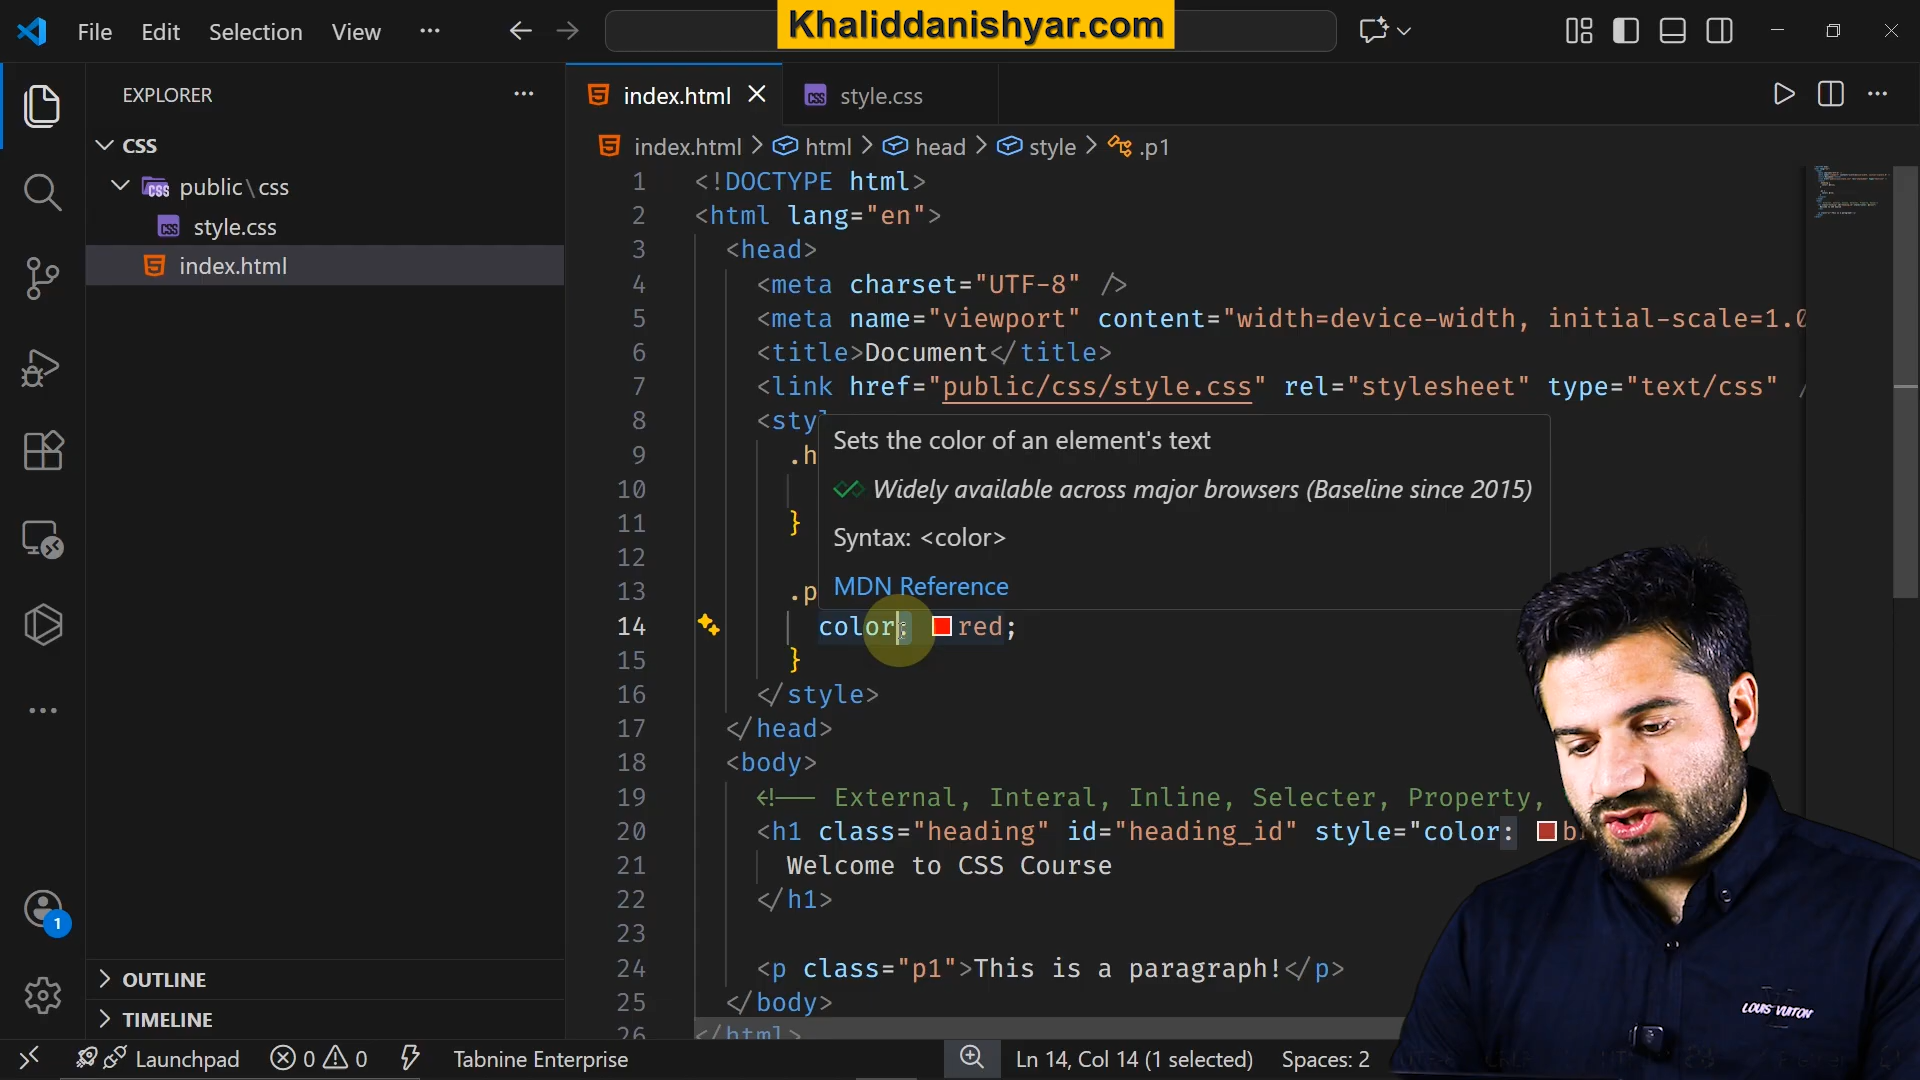 File Edit Selection View ...
Khaliddanishyar.com
EXPLORER ...
CSS
public\css
style.css
index.html
index.html style.css
index.html > html > head > style > .p1
1 <!DOCTYPE html>
2 <html lang="en">
3 <head>
4 <meta charset="UTF-8" />
5 <meta name="viewport" content="width=device-width, initial-scale=1.0
6 <title>Document</title>
7 <link href="public/css/style.css" rel="stylesheet" type="text/css" /
8 <sty
Sets the color of an element's text
9 .h
10
Widely available across major browsers (Baseline since 2015)
11 }
12
Syntax: <color>
13 .p
MDN Reference
14 color: red;
15 }
16 </style>
17 </head>
18 <body>
19 <!-- External, Interal, Inline, Selecter, Property,
20 <h1 class="heading" id="heading_id" style="color:
21 Welcome to CSS Course
22 </h1>
23
24 <p class="p1">This is a paragraph!</p>
25 </body>
26 </html>
1
OUTLINE
TIMELINE
LOUIS VUITTON
Launchpad 0 0 Tabnine Enterprise Ln 14, Col 14 (1 selected) Spaces: 2